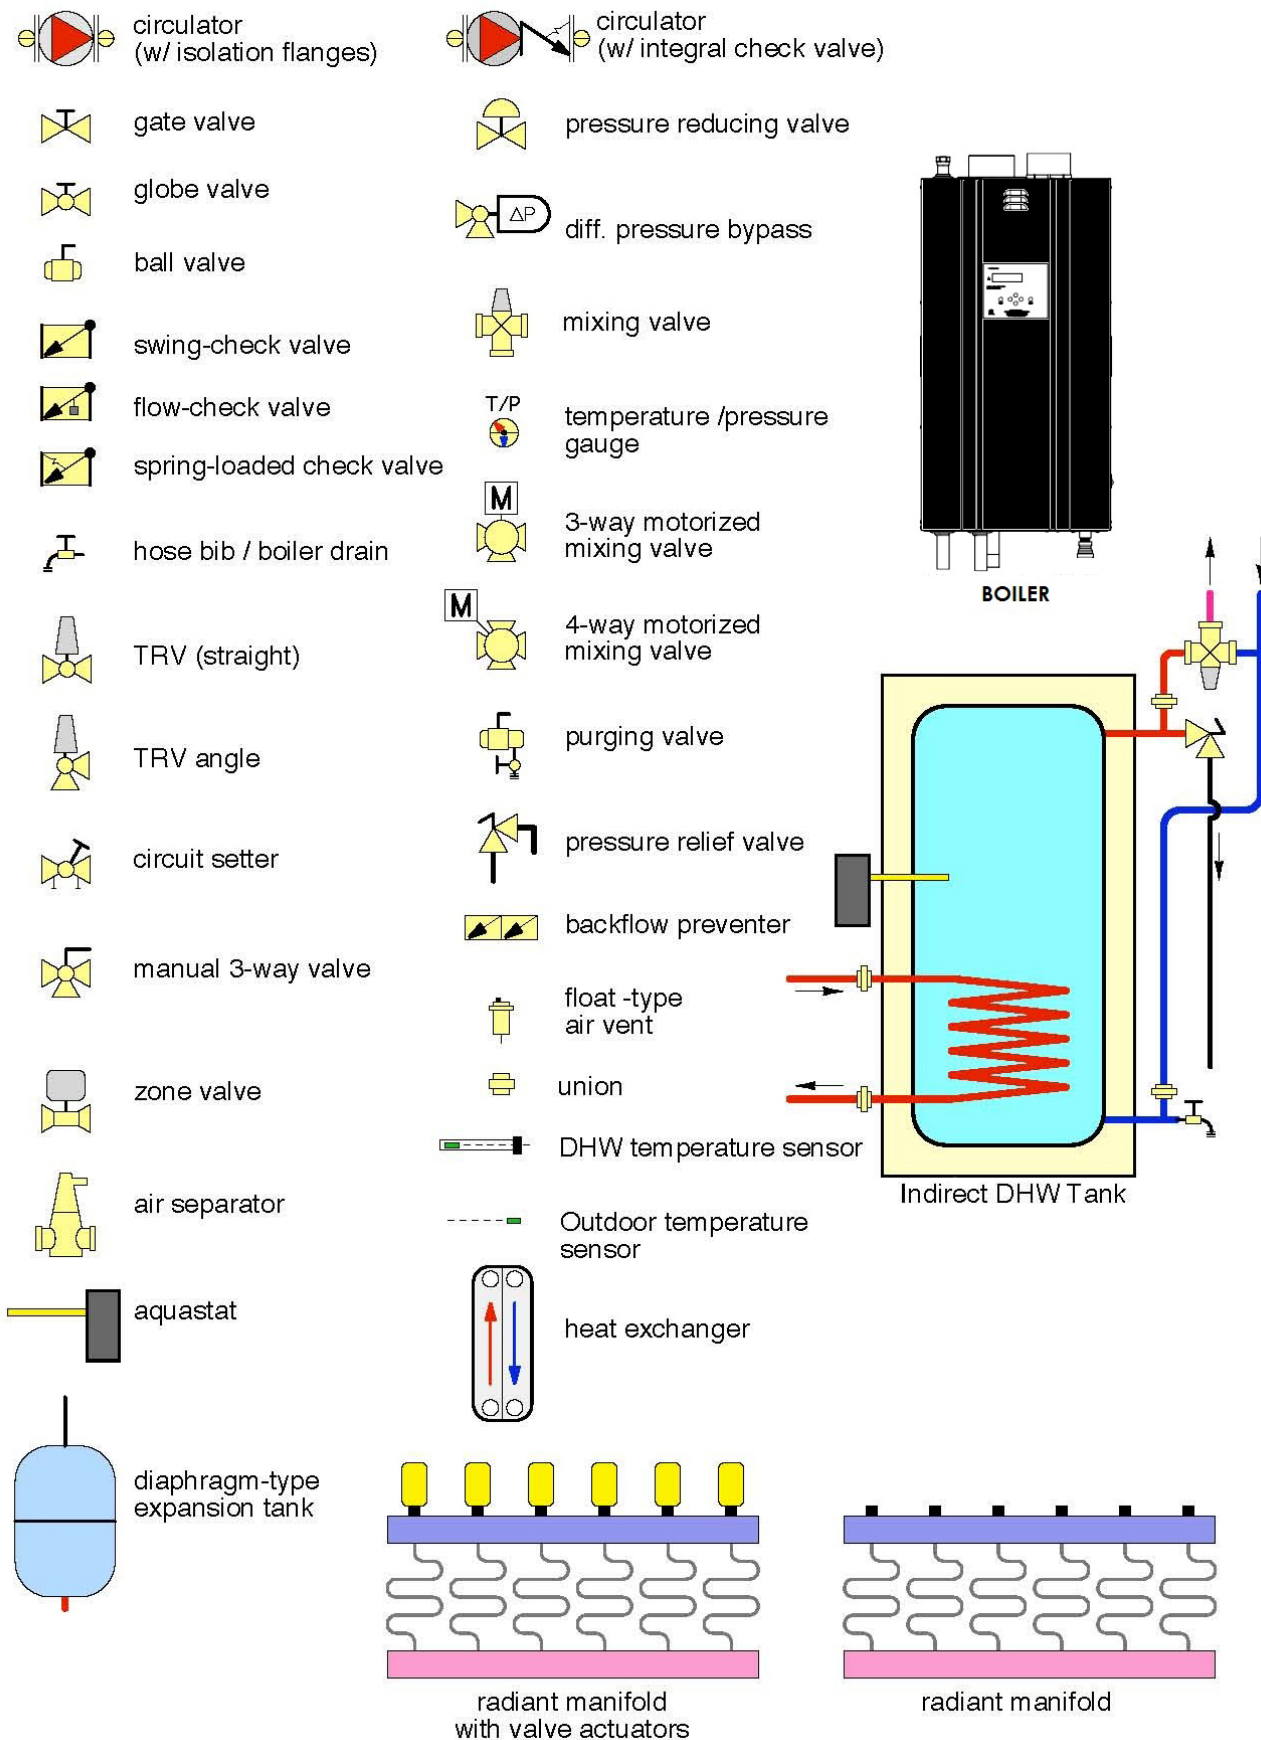 circulator
(w/ isolation flanges)
gate valve
globe valve
ball valve
swing-check valve
flow-check valve
spring-loaded check valve
hose bib / boiler drain
TRV (straight)
TRV angle
circuit setter
manual 3-way valve
zone valve
air separator
aquastat
diaphragm-type
expansion tank
circulator
(w/ integral check valve)
pressure reducing valve
ΔP
diff. pressure bypass
mixing valve
T/P
temperature /pressure
gauge
M
3-way motorized
mixing valve
M
4-way motorized
mixing valve
purging valve
pressure relief valve
backflow preventer
float -type
air vent
union
DHW temperature sensor
Outdoor temperature
sensor
heat exchanger
radiant manifold
with valve actuators
BOILER
Indirect DHW Tank
radiant manifold